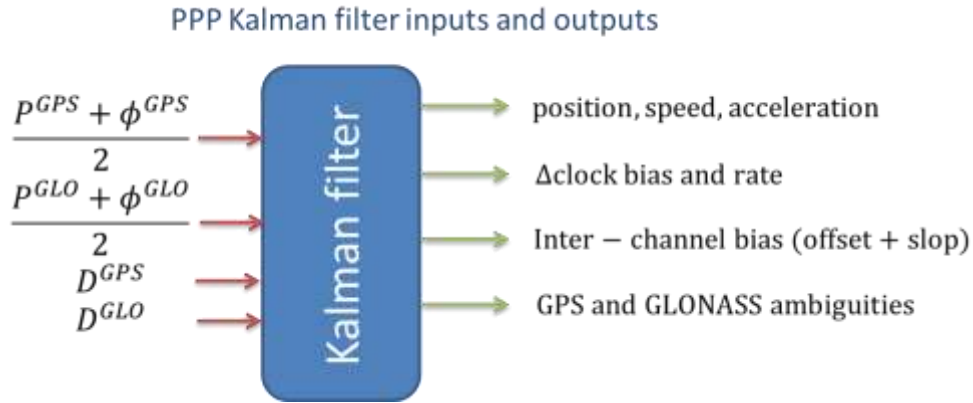 PPP Kalman filter inputs and outputs
P^{GPS} + ϕ^{GPS}
2
P^{GLO} + ϕ^{GLO}
2
D^{GPS}
D^{GLO}
Kalman filter
position, speed, acceleration
Δclock bias and rate
Inter − channel bias (offset + slop)
GPS and GLONASS ambiguities